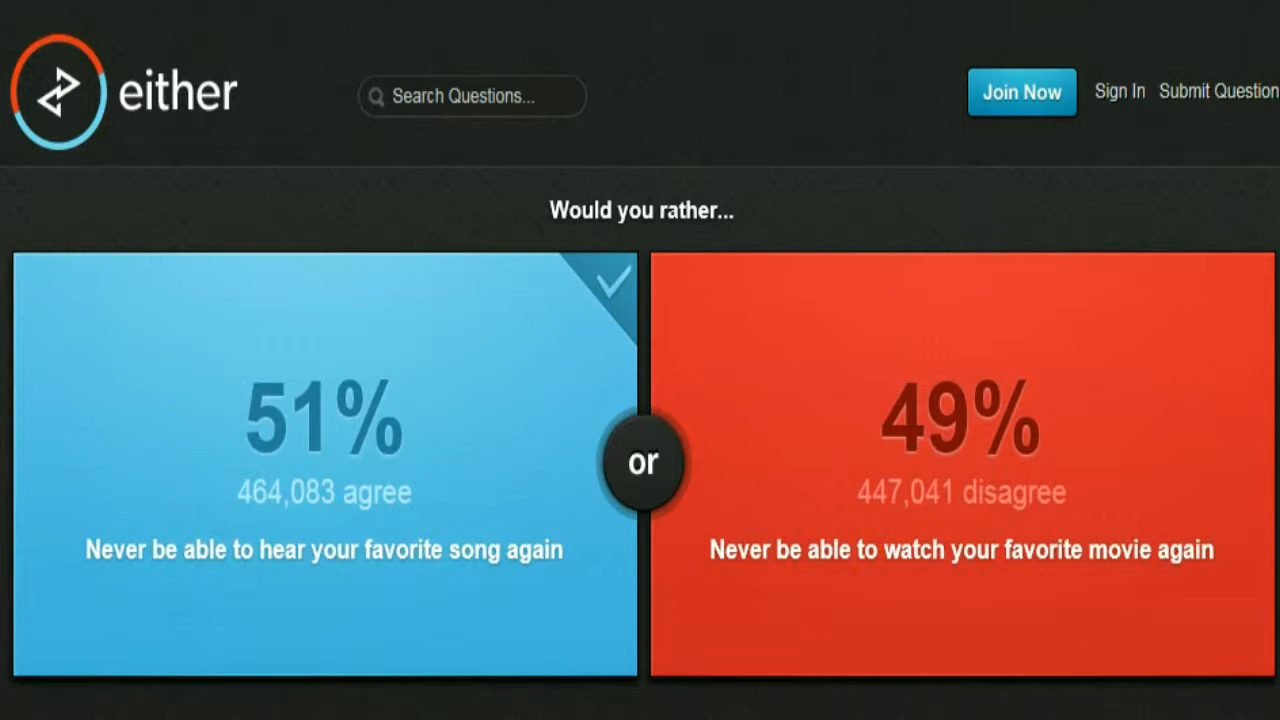 either
Search Questions...
Join Now
Sign In
Submit Question
Would you rather...
51%
464,083 agree
Never be able to hear your favorite song again
or
49%
447,041 disagree
Never be able to watch your favorite movie again